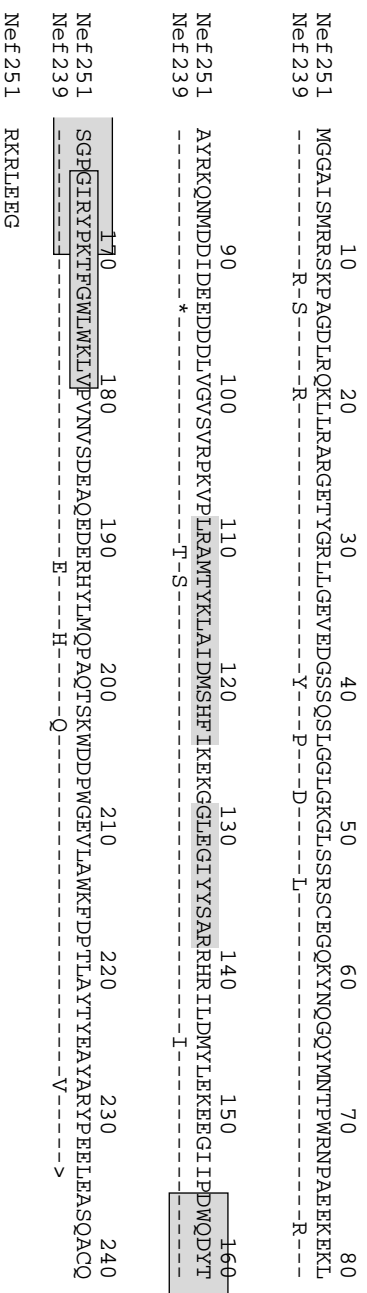 10 20 30 40 50 60 70 80
Nef251 MGGAISMRRSKPAGDLRQKLLRARGETYGRLLGEVEDGSSQSLGGLGKGLSSRSCEGQKYNQGQYMNTPWRNPAEEKEKL
Nef239 ----------R-S-----R-------------------Y---P---D-----L-----------------------R---
90 100 110 120 130 140 150 160
Nef251 AYRKQNMDDIDEEDDDLVGVSVRPKVPLRAMTYKLAIDMSHFIKEKGGLEGIYYSARRHRILDMYLEKEEGIIPDWQDYT
Nef239 ------------*----------------T-S-------------------------------I----------------
170 180 190 200 210 220 230 240
Nef251 SGPGIRYPKTFGWLWKLVPVNVSDEAQEDERHYLMQPAQTSKWDDPWGEVLAWKFDPTLAYTYEAYARYPEELEASQACQ
Nef239 ------------------------------E----H-----Q------------------------V----->
Nef251 RKRLEEG